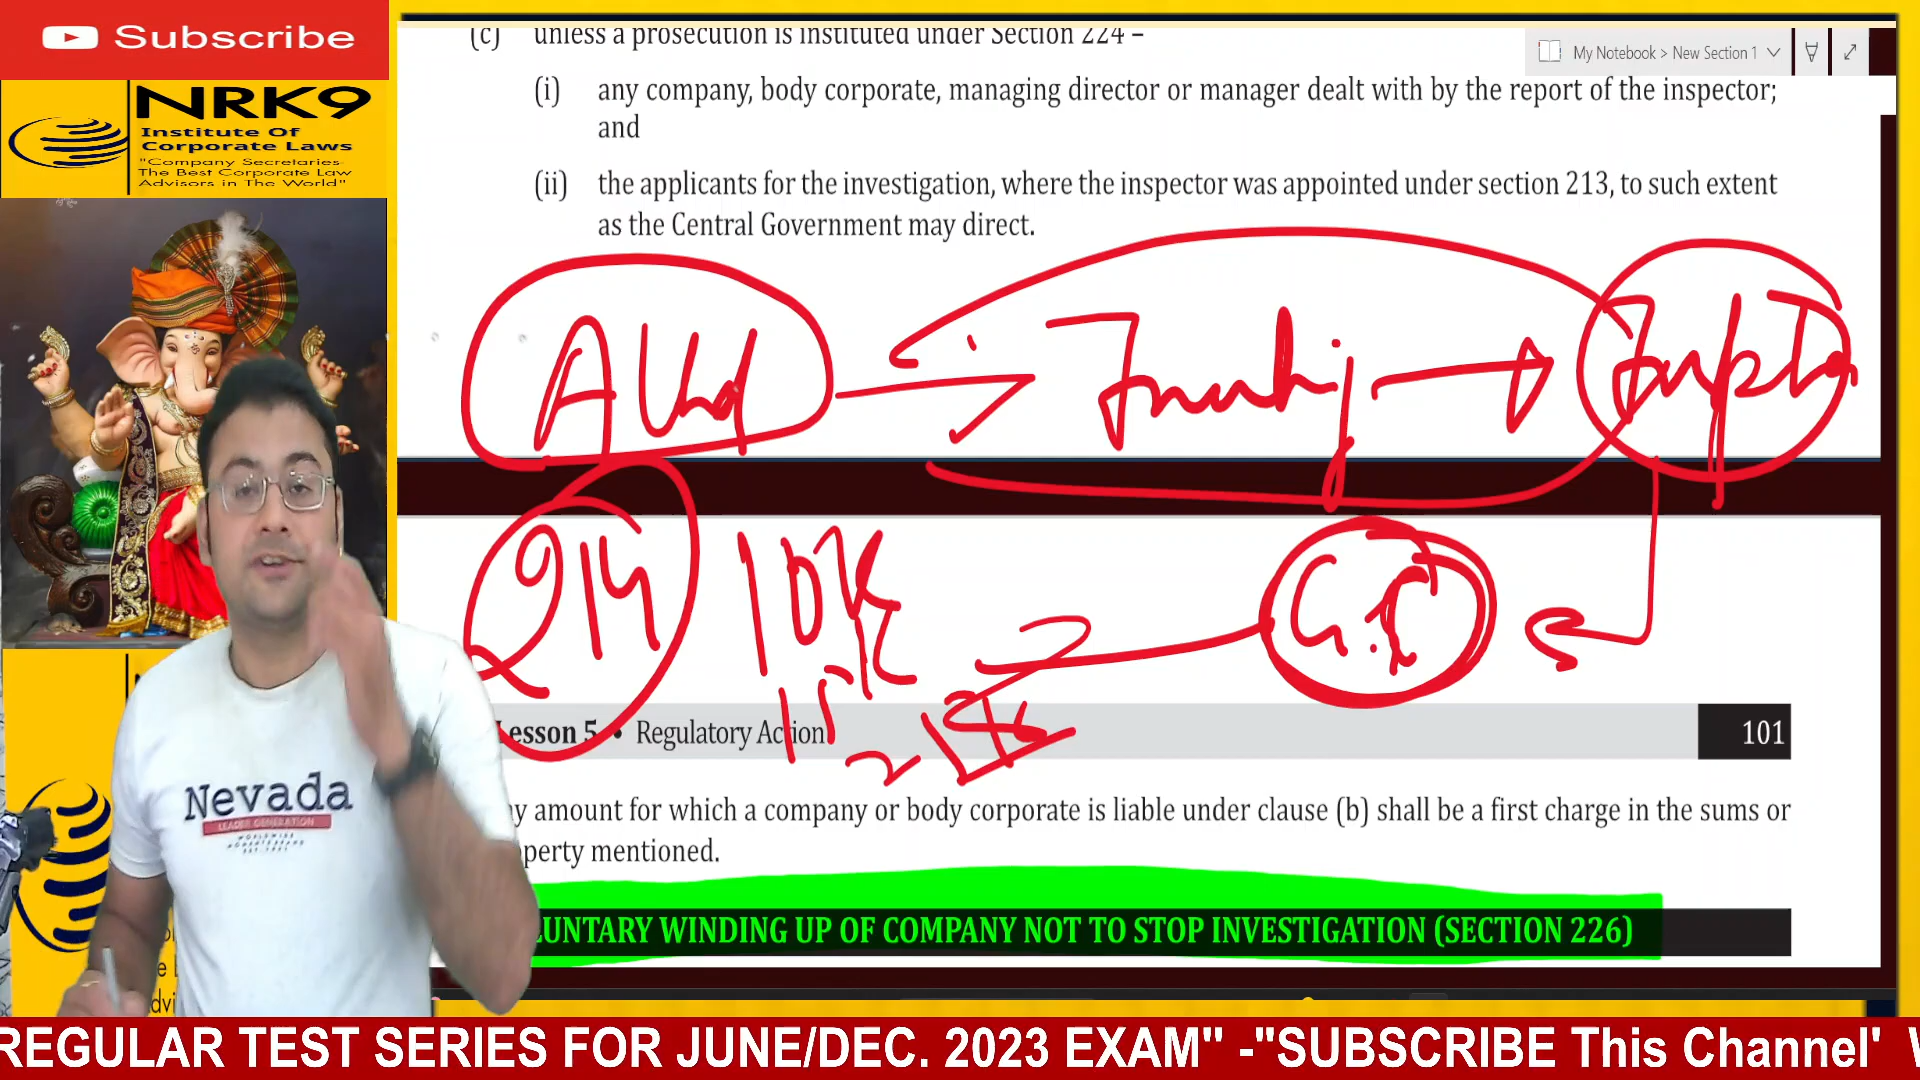 Subscribe
NRK9
Institute Of
Corporate Laws
"Company Secretaries-
The Best Corporate Law
Advisors in The World"
My Notebook > New Section 1
(c) unless a prosecution is instituted under Section 224 –
(i) any company, body corporate, managing director or manager dealt with by the report of the inspector;
and
(ii) the applicants for the investigation, where the inspector was appointed under section 213, to such extent
as the Central Government may direct.
214 10K
15K
Lesson 5 • Regulatory Action
101
amount for which a company or body corporate is liable under clause (b) shall be a first charge in the sums or
mentioned.
WINDING UP OF COMPANY NOT TO STOP INVESTIGATION (SECTION 226)
Nevada
LEADER GENERATION
REGULAR TEST SERIES FOR JUNE/DEC. 2023 EXAM" -"SUBSCRIBE This Channel'